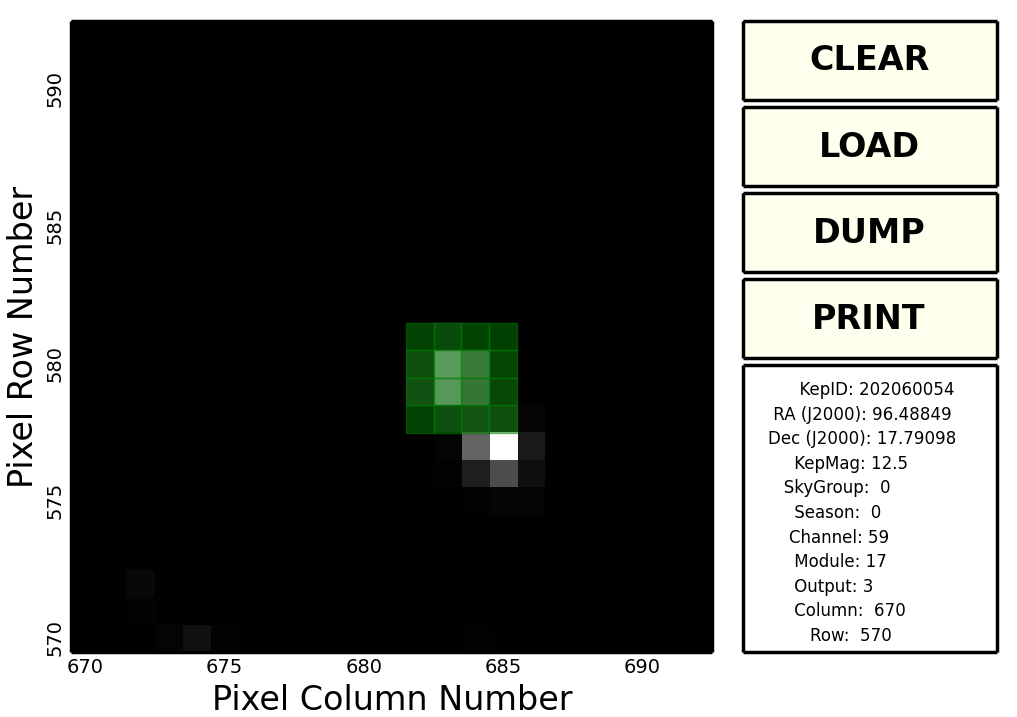 590
585
580
575
570
Pixel Row Number
670 675 680 685 690
Pixel Column Number
CLEAR
LOAD
DUMP
PRINT
KepID: 202060054
RA (J2000): 96.48849
Dec (J2000): 17.79098
KepMag: 12.5
SkyGroup:  0
Season:  0
Channel: 59
Module: 17
Output: 3
Column:  670
Row:  570